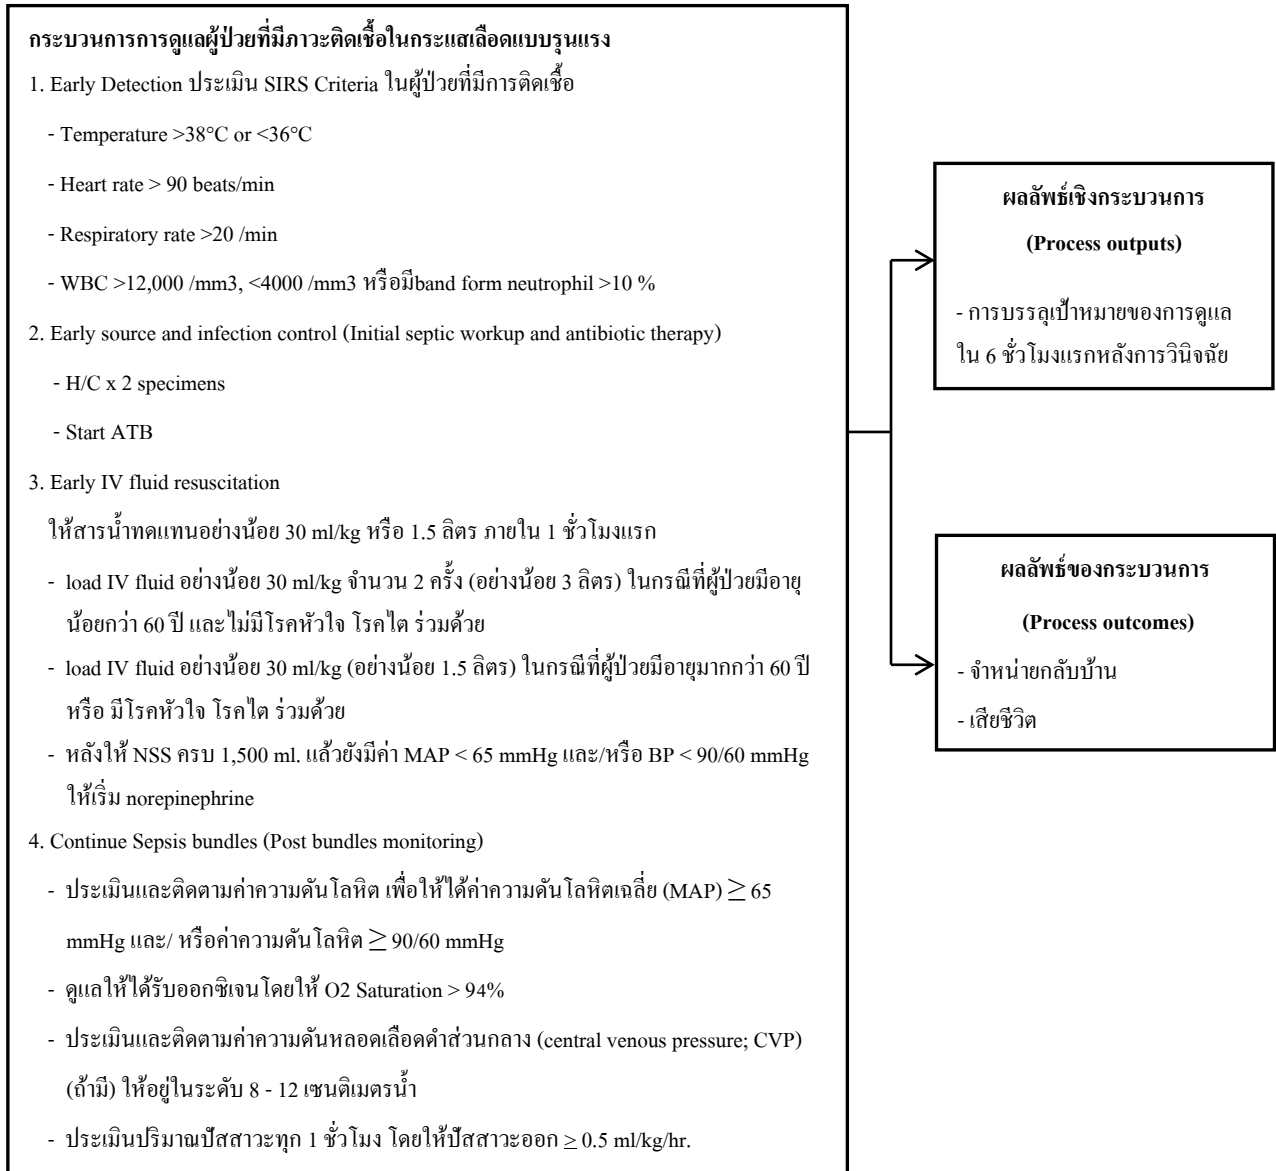 กระบวนการการดูแลผู้ป่วยที่มีภาวะติดเชื้อในกระแสเลือดแบบรุนแรง
1. Early Detection ประเมิน SIRS Criteria ในผู้ป่วยที่มีการติดเชื้อ
- Temperature >38°C or <36°C
- Heart rate > 90 beats/min
- Respiratory rate >20 /min
- WBC >12,000 /mm3, <4000 /mm3 หรือมีband form neutrophil >10 %
2. Early source and infection control (Initial septic workup and antibiotic therapy)
- H/C x 2 specimens
- Start ATB
3. Early IV fluid resuscitation
ให้สารน้ำทดแทนอย่างน้อย 30 ml/kg หรือ 1.5 ลิตร ภายใน 1 ชั่วโมงแรก
- load IV fluid อย่างน้อย 30 ml/kg จำนวน 2 ครั้ง (อย่างน้อย 3 ลิตร) ในกรณีที่ผู้ป่วยมีอายุ
น้อยกว่า 60 ปี และไม่มีโรคหัวใจ โรคไต ร่วมด้วย
- load IV fluid อย่างน้อย 30 ml/kg (อย่างน้อย 1.5 ลิตร) ในกรณีที่ผู้ป่วยมีอายุมากกว่า 60 ปี
หรือ มีโรคหัวใจ โรคไต ร่วมด้วย
- หลังให้ NSS ครบ 1,500 ml. แล้วยังมีค่า MAP < 65 mmHg และ/หรือ BP < 90/60 mmHg
ให้เริ่ม norepinephrine
4. Continue Sepsis bundles (Post bundles monitoring)
- ประเมินและติดตามค่าความดันโลหิต เพื่อให้ได้ค่าความดันโลหิตเฉลี่ย (MAP) ≥ 65
mmHg และ/ หรือค่าความดันโลหิต ≥ 90/60 mmHg
- ดูแลให้ได้รับออกซิเจนโดยให้ O2 Saturation > 94%
- ประเมินและติดตามค่าความดันหลอดเลือดดำส่วนกลาง (central venous pressure; CVP)
(ถ้ามี) ให้อยู่ในระดับ 8 - 12 เซนติเมตรน้ำ
- ประเมินปริมาณปัสสาวะทุก 1 ชั่วโมง โดยให้ปัสสาวะออก ≥ 0.5 ml/kg/hr.
ผลลัพธ์เชิงกระบวนการ
(Process outputs)
- การบรรลุเป้าหมายของการดูแล
ใน 6 ชั่วโมงแรกหลังการวินิจฉัย
ผลลัพธ์ของกระบวนการ
(Process outcomes)
- จำหน่ายกลับบ้าน
- เสียชีวิต